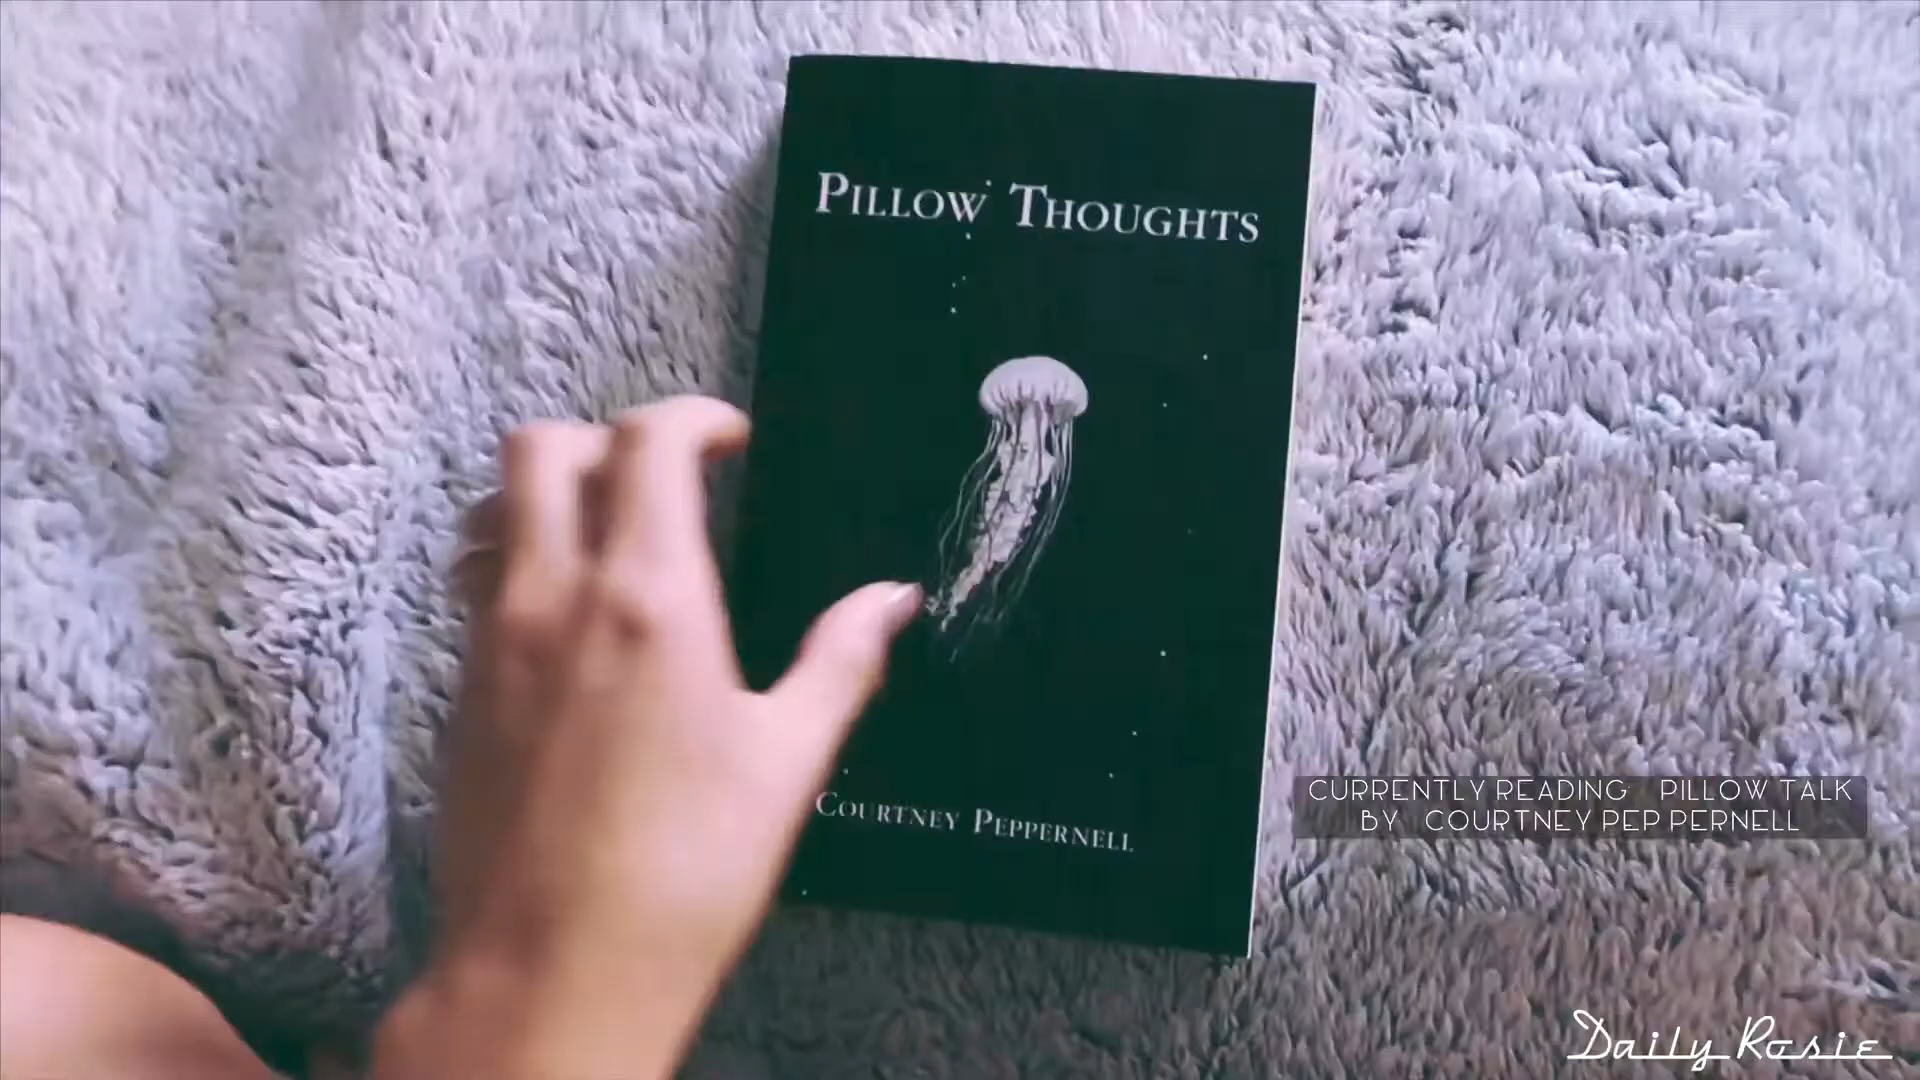 PILLOW THOUGHTS
COURTNEY PEPPERNELL
CURRENTLY READING PILLOW TALK
BY COURTNEY PEP PERNELL
Daily Rosie